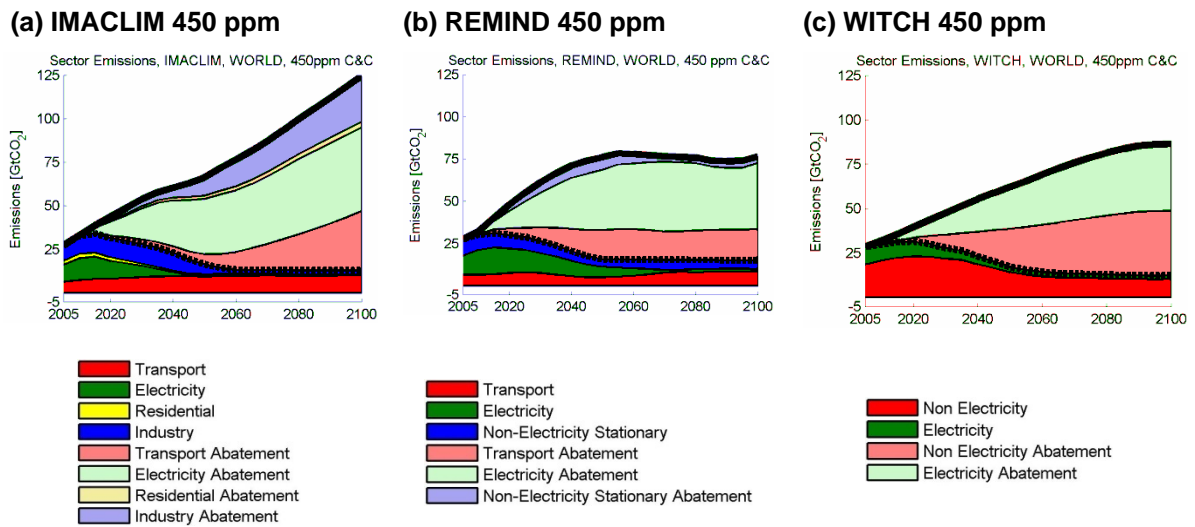 (a) IMACLIM 450 ppm
Sector Emissions, IMACLIM, WORLD, 450ppm C&C
Emissions [GtCO2]
125
100
75
50
25
-5
2005 2020 2040 2060 2080 2100
Transport
Electricity
Residential
Industry
Transport Abatement
Electricity Abatement
Residential Abatement
Industry Abatement
(b) REMIND 450 ppm
Sector Emissions, REMIND, WORLD, 450 ppm C&C
Emissions [GtCO2]
125
100
75
50
25
-5
2005 2020 2040 2060 2080 2100
Transport
Electricity
Non-Electricity Stationary
Transport Abatement
Electricity Abatement
Non-Electricity Stationary Abatement
(c) WITCH 450 ppm
Sector Emissions, WITCH, WORLD, 450ppm C&C
Emissions [GtCO2]
125
100
75
50
25
-5
2005 2020 2040 2060 2080 2100
Non Electricity
Electricity
Non Electricity Abatement
Electricity Abatement